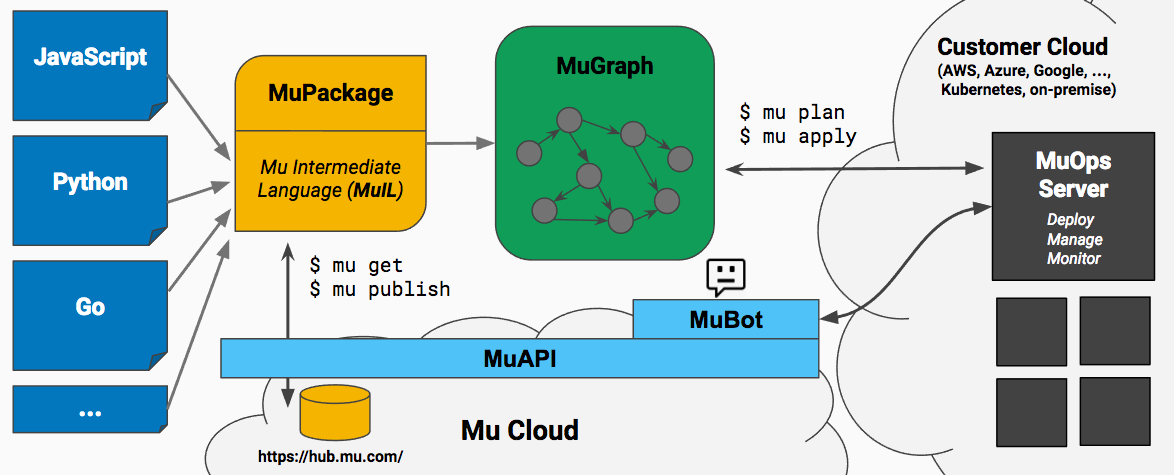 JavaScript
Python
Go
...
MuPackage
Mu Intermediate
Language (MuIL)
$ mu get
$ mu publish
MuGraph
$ mu plan
$ mu apply
Customer Cloud
(AWS, Azure, Google, ...,
Kubernetes, on-premise)
MuOps
Server
Deploy
Manage
Monitor
MuBot
MuAPI
Mu Cloud
https://hub.mu.com/